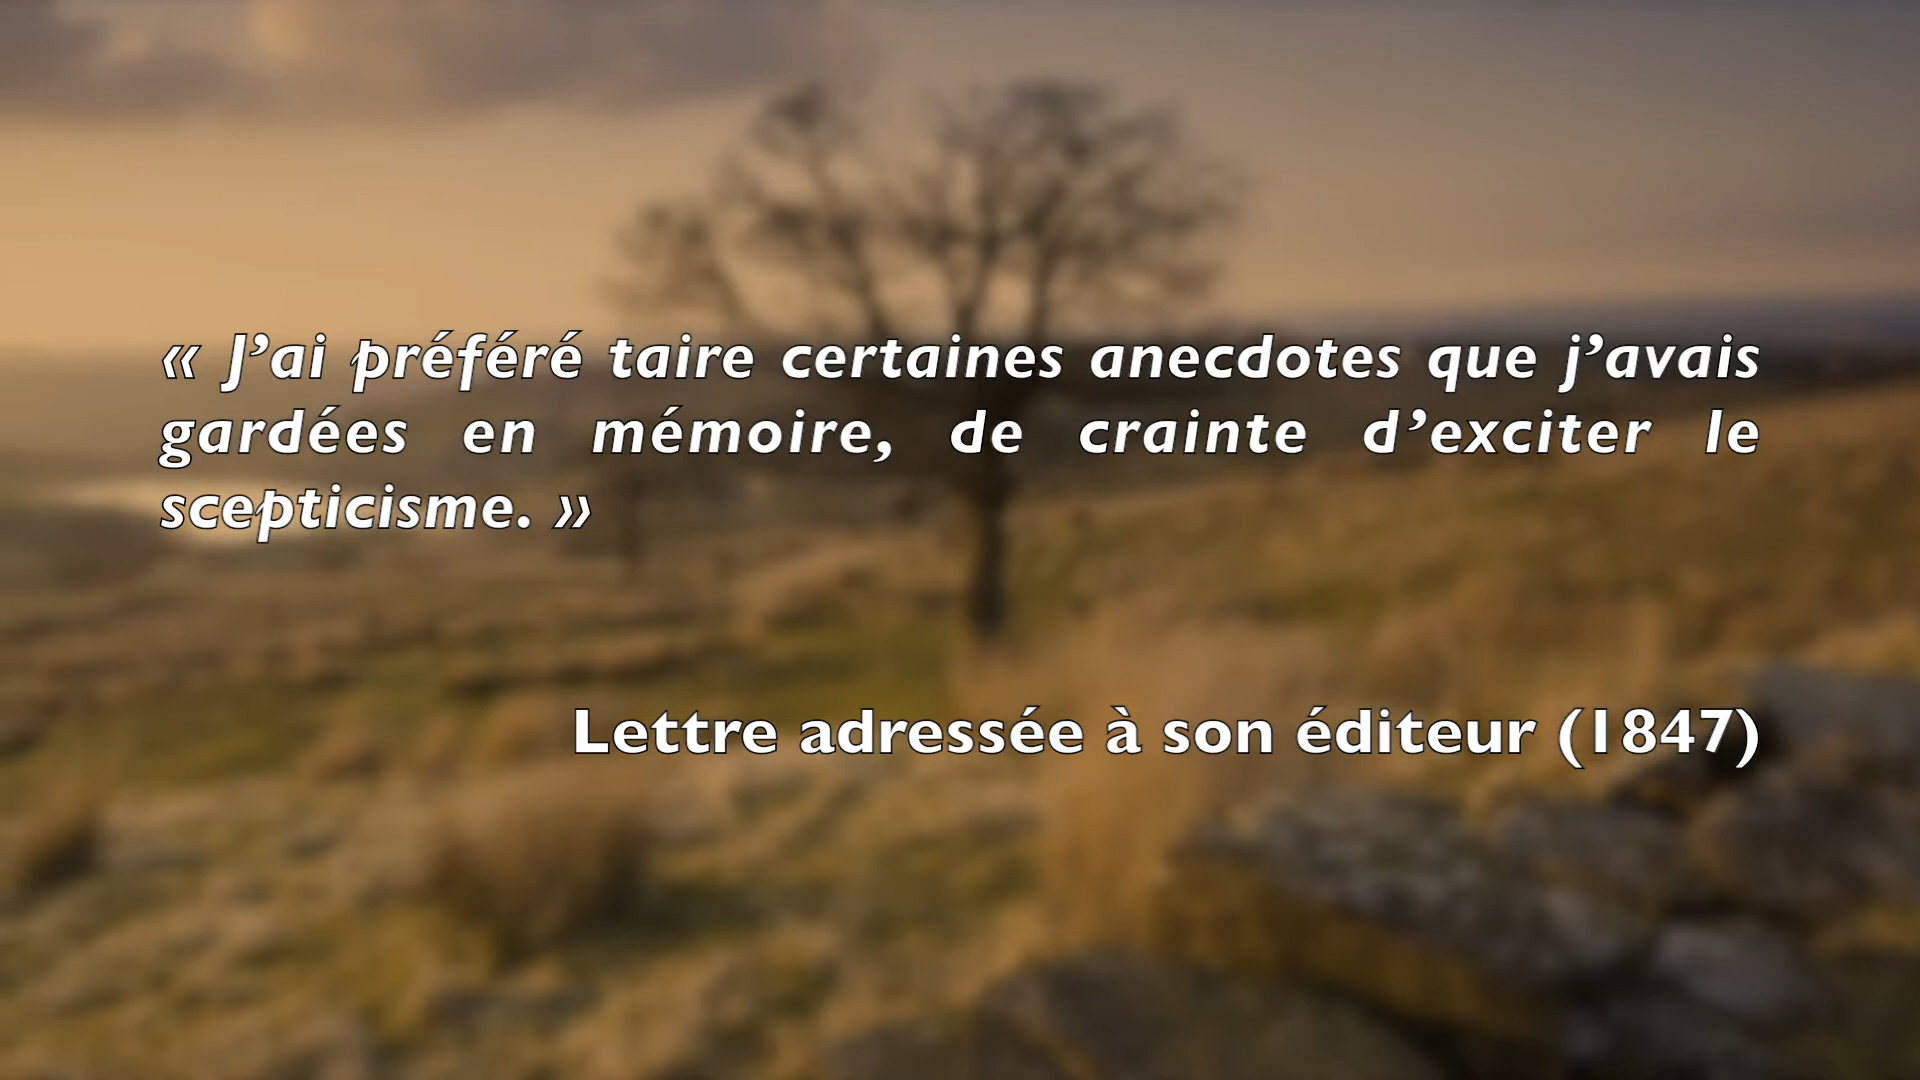 « J’ai préféré taire certaines anecdotes que j’avais
gardées en mémoire, de crainte d’exciter le
scepticisme. »
Lettre adressée à son éditeur (1847)